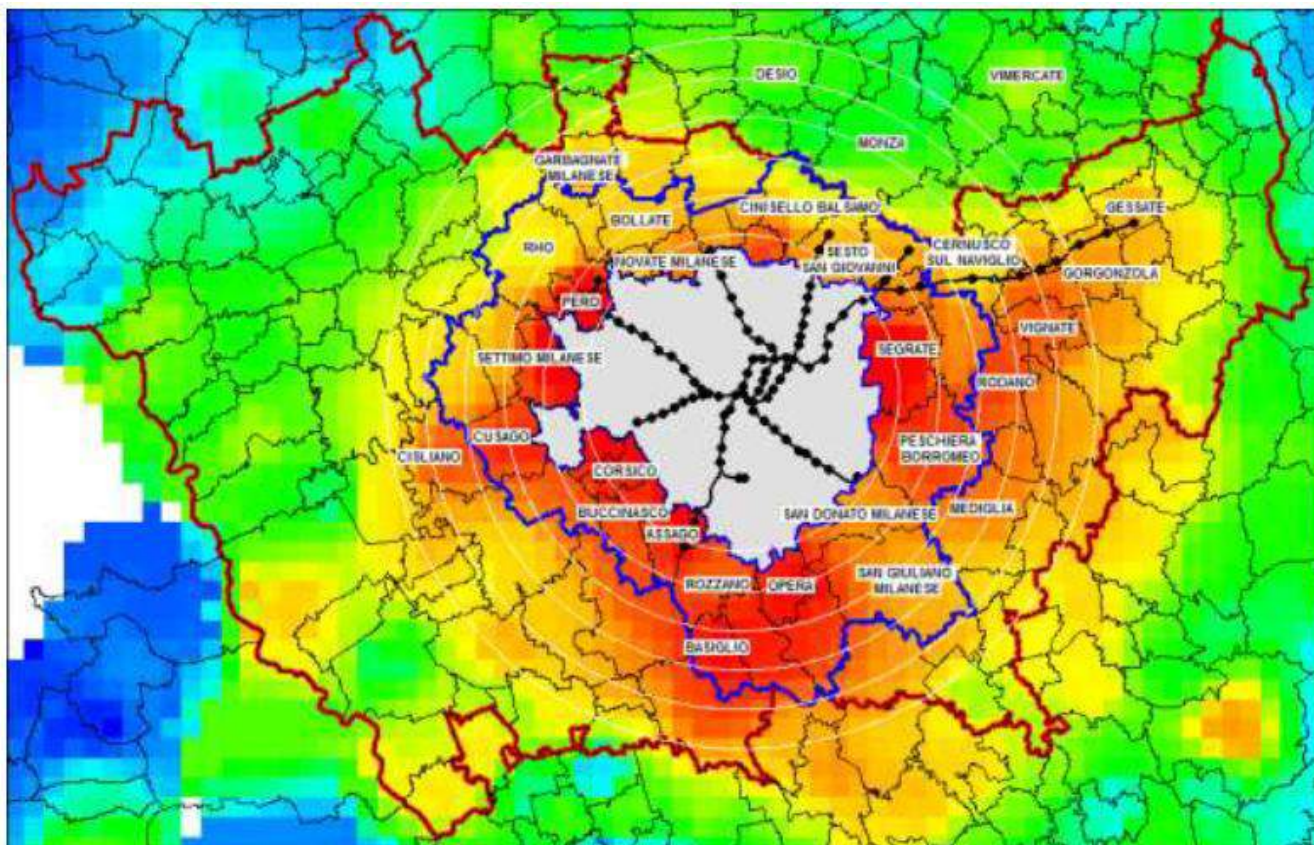 DESIO
VIMERCATE
MONZA
GARBAGNATE
MILANESE
CINISELLO BALSAMO
GESSATE
BOLLATE
RHO
SESTO
SAN GIOVANNI
CERNUSCO
SUL NAVIGLIO
NOVATE MILANESE
GORGONZOLA
PERO
VIGNATE
SETTIMO MILANESE
SEGRATE
RODANO
CUSAGO
PESCHIERA
BORROMEO
CISLIANO
CORSICO
BUCCINASCO
SAN DONATO MILANESE
MEDIGLIA
ASSAGO
ROZZANO
OPERA
SAN GIULIANO
MILANESE
BASIGLIO